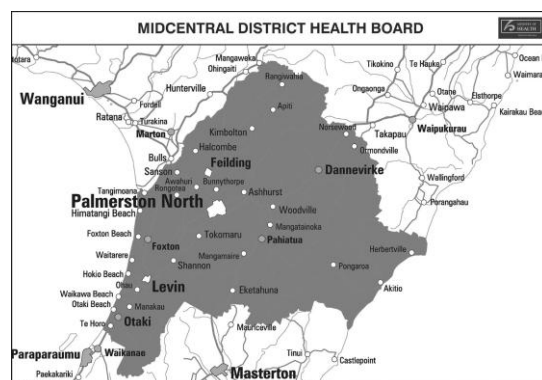 MIDCENTRAL DISTRICT HEALTH BOARD
Mangaweka
Ohingaiti
Rangiwahia
Tikokino
Te Hauka
Ocean
Waimara
Hunterville
Apiti
Ongaonga
Otane
Elsthorpe
Wanganui
Fordell
Waipawa
Kairakau Bea
Ratana
Turakina
Kimbolton
Norsewood
Takapau
Waipukurau
Marton
Halcombe
Ormondville
Bulls
Sanson
Feilding
Dannevirke
Wallingford
Awahuri
Bunnythorpe
Tangimoana
Rongotea
Ashhurst
Porangahau
Palmerston North
Himatangi Beach
Woodville
Mangatainoka
Foxton Beach
Foxton
Tokomaru
Pahiatua
Herbertville
Waitarere
Mangamaire
Shannon
Pongaroa
Hokio Beach
Ohau
Levin
Akitio
Waikawa Beach
Eketahuna
Otaki Beach
Manakau
Te Horo
Otaki
Mauriceville
Paraparaumu
Waikanae
Tinui
Castlepoint
Paekakariki
Masterton